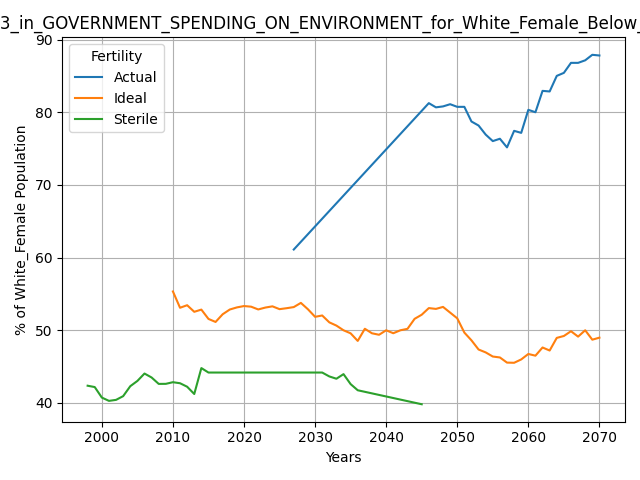 3_in_GOVERNMENT_SPENDING_ON_ENVIRONMENT_for_White_Female_Below_
90
80
70
60
50
40
% of White_Female Population
Fertility
Actual
Ideal
Sterile
2000 2010 2020 2030 2040 2050 2060 2070
Years